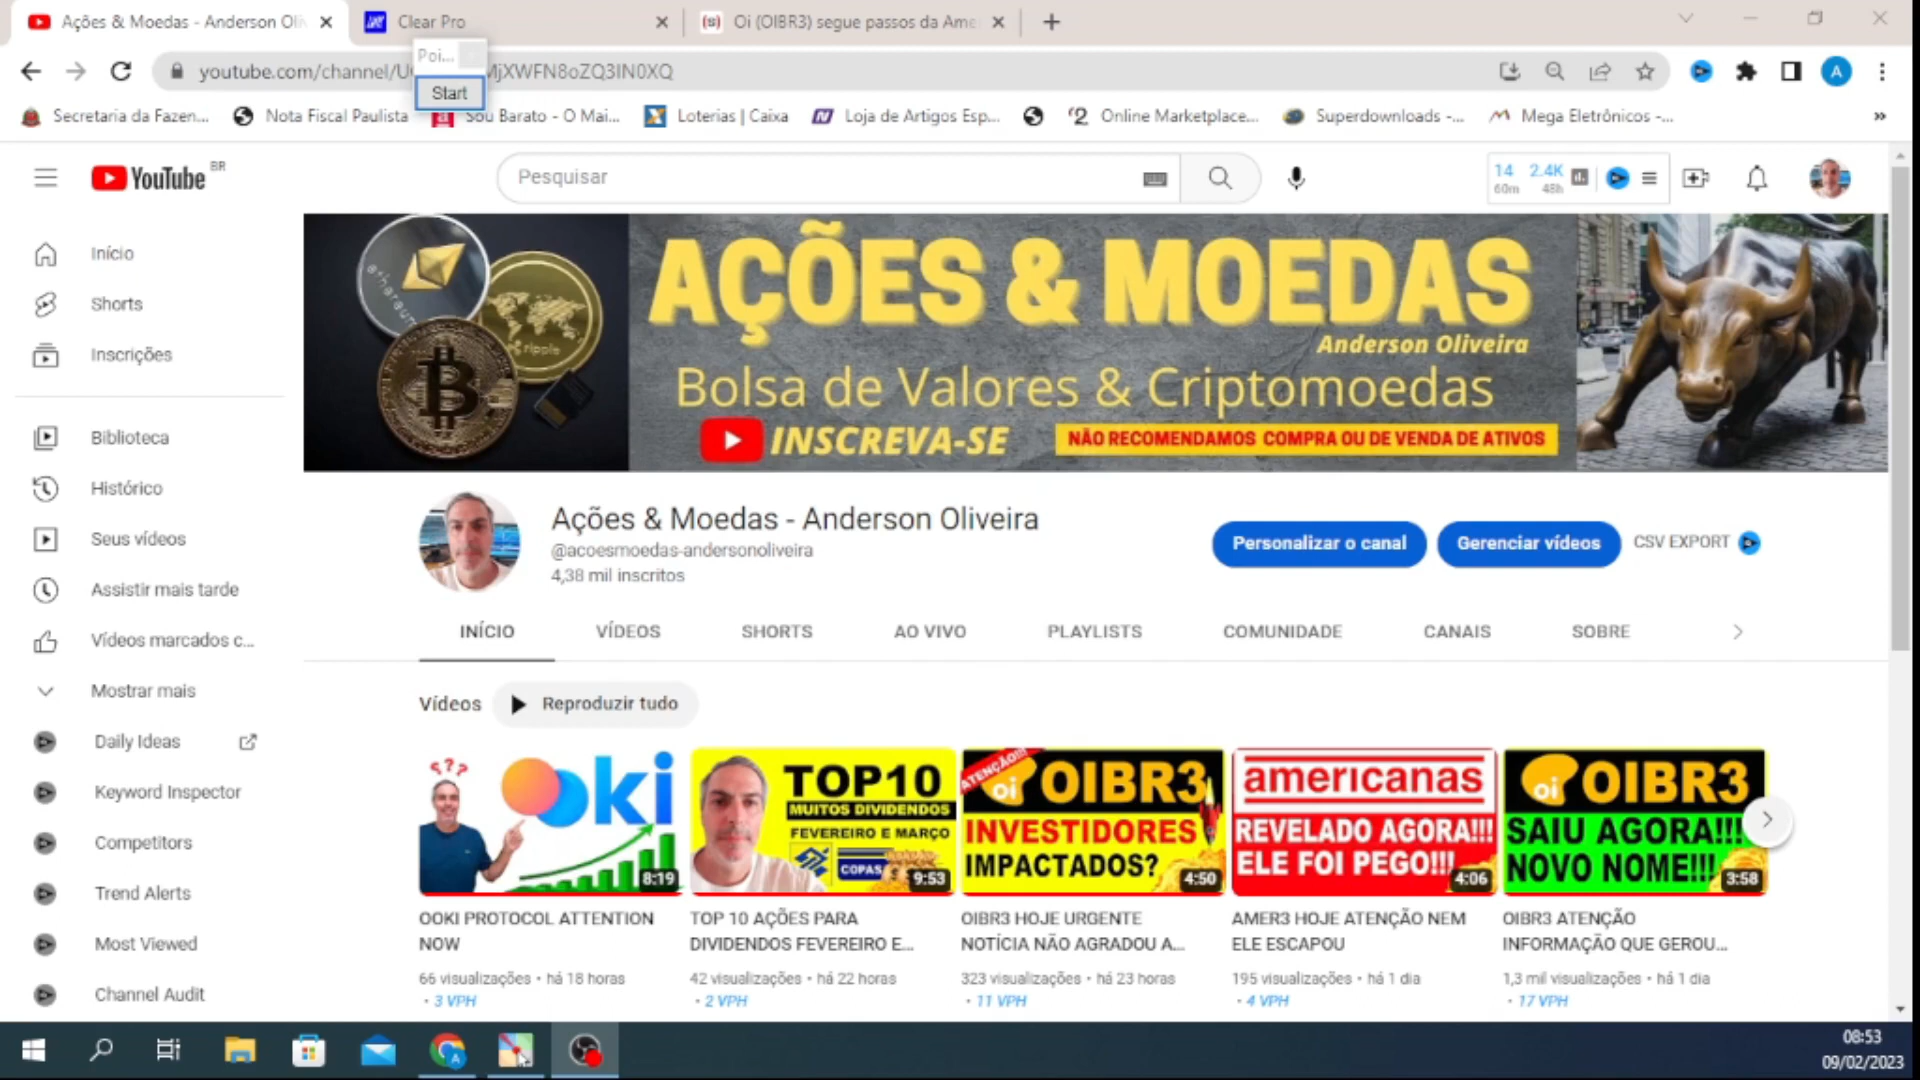 Ações & Moedas - Anderson Oli
Clear Pro
Oi (OIBR3) segue passos da Ame
Poi...
youtube.com/channel/U
MjXWFN8oZQ3IN0XQ
Start
Secretaria da Fazen...
Nota Fiscal Paulista
Sou Barato - O Mai...
Loterias | Caixa
Loja de Artigos Esp...
Online Marketplace...
Superdownloads -...
Mega Eletrônicos -...
YouTube BR
Pesquisar
14 2.4K
60m 48h
A
Início
Shorts
Inscrições
Biblioteca
Histórico
Seus vídeos
Assistir mais tarde
Vídeos marcados c...
Mostrar mais
Daily Ideas
Keyword Inspector
Competitors
Trend Alerts
Most Viewed
Channel Audit
ripple
AÇÕES & MOEDAS
Anderson Oliveira
Bolsa de Valores & Criptomoedas
INSCREVA-SE
NÃO RECOMENDAMOS COMPRA OU DE VENDA DE ATIVOS
Ações & Moedas - Anderson Oliveira
@acoesmoedas-andersonoliveira
4,38 mil inscritos
Personalizar o canal
Gerenciar vídeos
CSV EXPORT
INÍCIO
VÍDEOS
SHORTS
AO VIVO
PLAYLISTS
COMUNIDADE
CANAIS
SOBRE
Vídeos
Reproduzir tudo
???
Ooki
8:19
OOKI PROTOCOL ATTENTION
NOW
66 visualizações • há 18 horas
• 3 VPH
TOP10
MUITOS DIVIDENDOS
FEVEREIRO E MARÇO
COPASA
9:53
TOP 10 AÇÕES PARA
DIVIDENDOS FEVEREIRO E...
42 visualizações • há 22 horas
• 2 VPH
ATENÇÃO!!!
oi OIBR3
INVESTIDORES
IMPACTADOS?
4:50
OIBR3 HOJE URGENTE
NOTÍCIA NÃO AGRADOU A...
323 visualizações • há 23 horas
• 11 VPH
americanas
REVELADO AGORA!!!
ELE FOI PEGO!!!
4:06
AMER3 HOJE ATENÇÃO NEM
ELE ESCAPOU
195 visualizações • há 1 dia
• 4 VPH
oi OIBR3
SAIU AGORA!!!
NOVO NOME!!!
3:58
OIBR3 ATENÇÃO
INFORMAÇÃO QUE GEROU...
1,3 mil visualizações • há 1 dia
• 17 VPH
08:53
09/02/2023